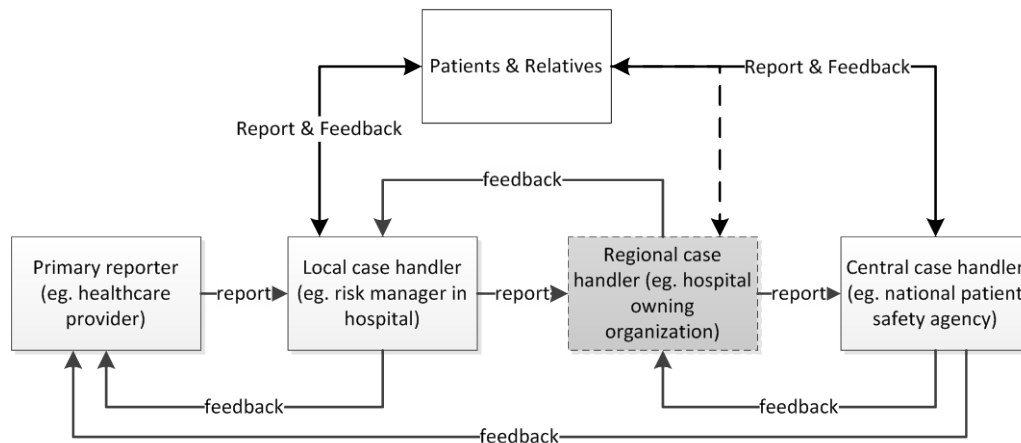 Patients & Relatives
Report & Feedback
Report & Feedback
feedback
Primary reporter
(eg. healthcare
provider)
report
Local case handler
(eg. risk manager in
hospital)
report
Regional case
handler (eg. hospital
owning
organization)
report
Central case handler
(eg. national patient
safety agency)
feedback
feedback
feedback